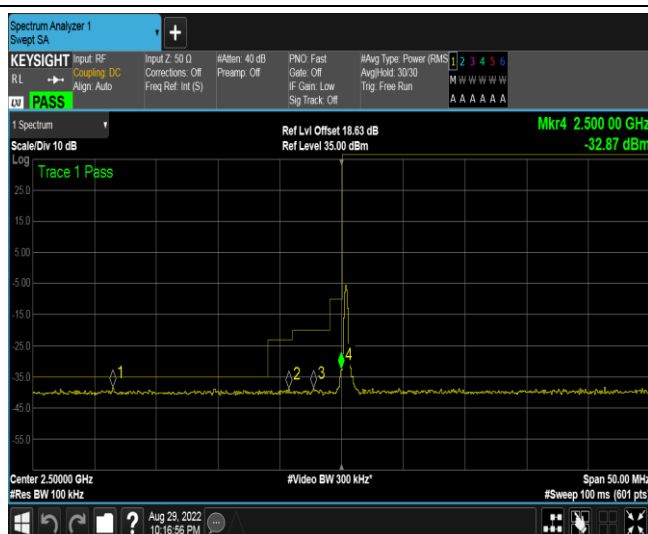 Spectrum Analyzer 1
Swept SA
+
KEYSIGHT Input: RF Input Z: 50 Ω #Atten: 40 dB PNO: Fast #Avg Type: Power (RMS 1 2 3 4 5 6
RL Coupling: DC Corrections: Off Preamp: Off Gate: Off Avg|Hold: 30/30 M W W W W W
Align: Auto Freq Ref: Int (S) IF Gain: Low Trig: Free Run
Sig Track: Off A A A A A A
LXI PASS
1 Spectrum Ref Lvl Offset 18.63 dB Mkr4 2.500 00 GHz
Scale/Div 10 dB Ref Level 35.00 dBm -32.87 dBm
Log
Trace 1 Pass
25.0
15.0
5.00
-5.00
-15.0
-25.0
-35.0
-45.0
-55.0
1
2
3
4
Center 2.50000 GHz #Video BW 300 kHz* Span 50.00 MHz
#Res BW 100 kHz #Sweep 100 ms (601 pts)
? Aug 29, 2022
10:16:56 PM